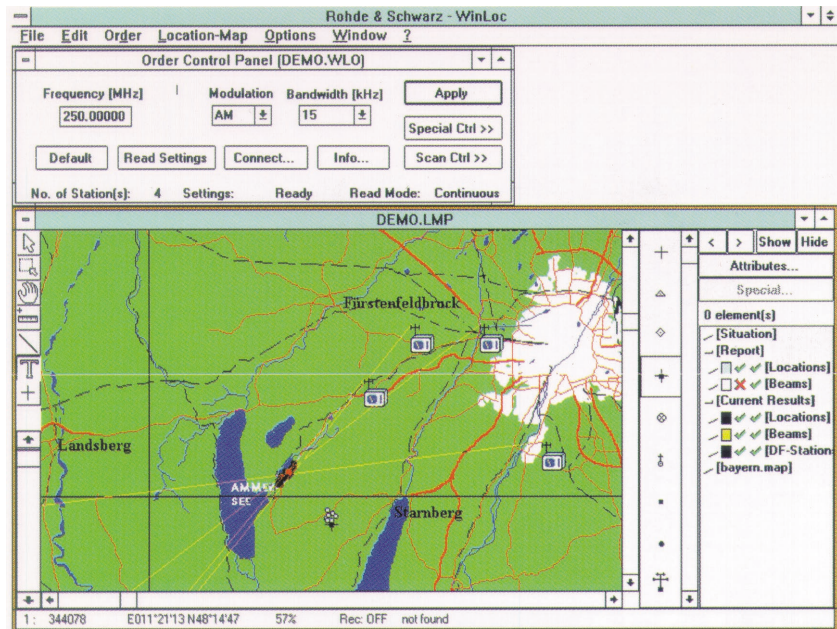 Rohde & Schwarz - WinLoc
File Edit Order Location-Map Options Window ?
Order Control Panel (DEMO.WLO)
Frequency [MHz] Modulation Bandwidth [kHz] Apply
250.00000 AM 15
Special Ctrl >>
Default Read Settings Connect... Info... Scan Ctrl >>
No. of Station(s): 4 Settings: Ready Read Mode: Continuous
DEMO.LMP
< > Show Hide
Attributes...
Special...
0 element(s)
[Situation]
[Report]
[Locations]
[Beams]
[Current Results]
[Locations]
[Beams]
[DF-Station
[bayern.map]
Fürstenfeldbruck
Landsberg
SEE
Starnberg
1: 344078 E011°21'13 N48°14'47 57% Rec: OFF not found